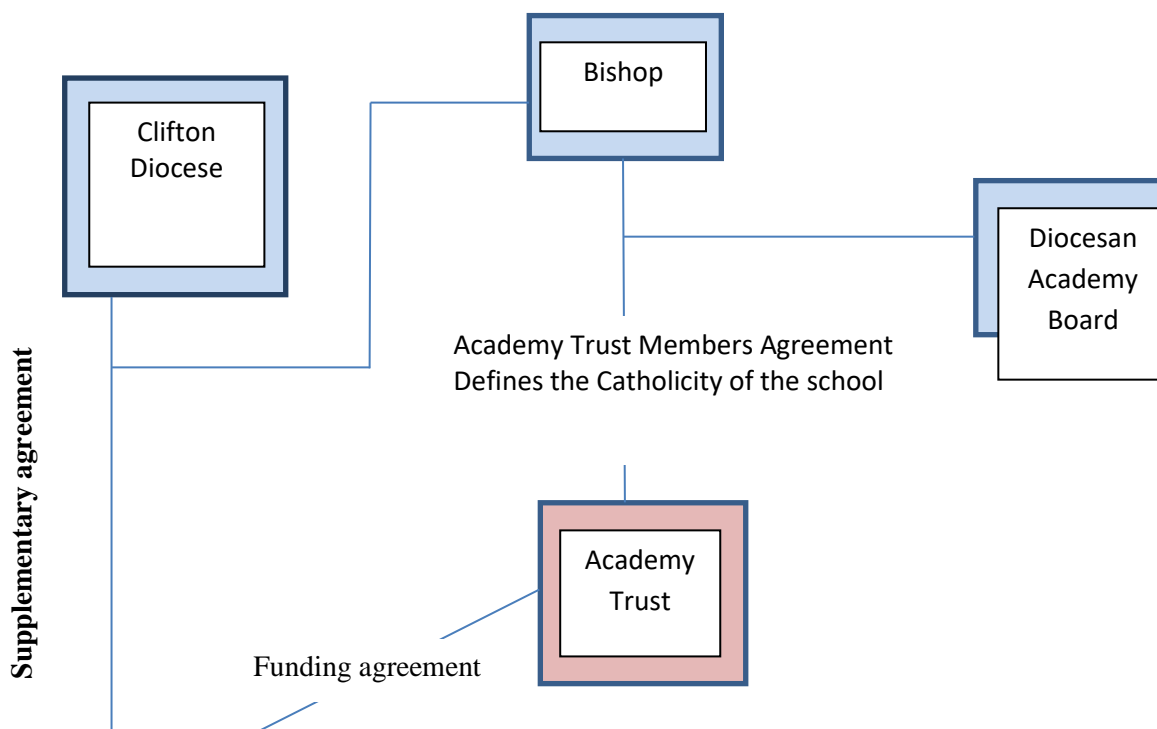 Bishop
Clifton
Diocese
Diocesan
Academy
Board
Academy Trust Members Agreement
Defines the Catholicity of the school
Supplementary agreement
Academy
Trust
Funding agreement